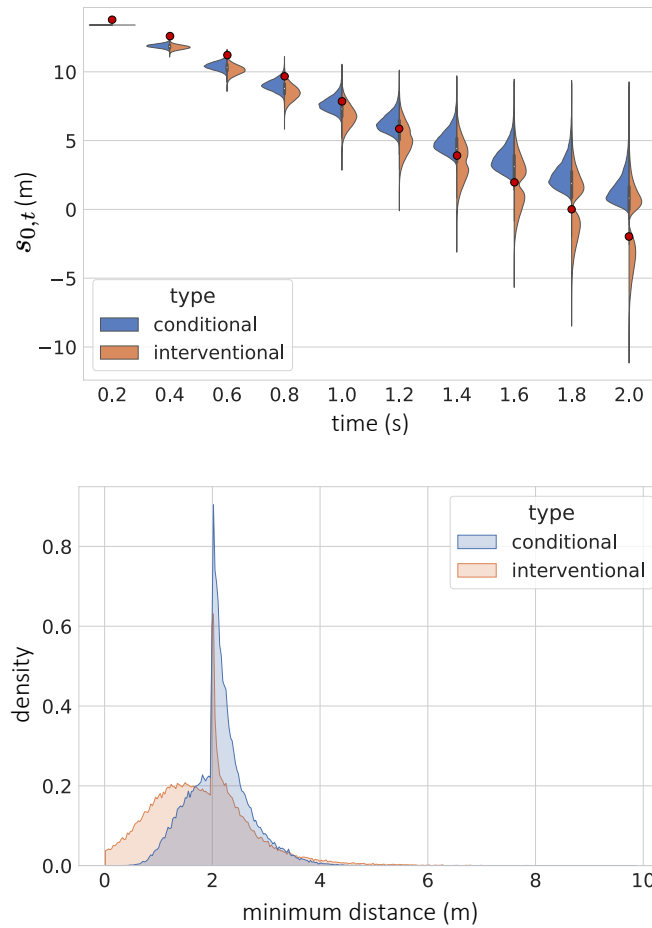 10
5
0
−5
−10
s0,t (m)
type
conditional
interventional
0.2 0.4 0.6 0.8 1.0 1.2 1.4 1.6 1.8 2.0
time (s)
0.8
0.6
0.4
0.2
0.0
density
type
conditional
interventional
0 2 4 6 8 10
minimum distance (m)